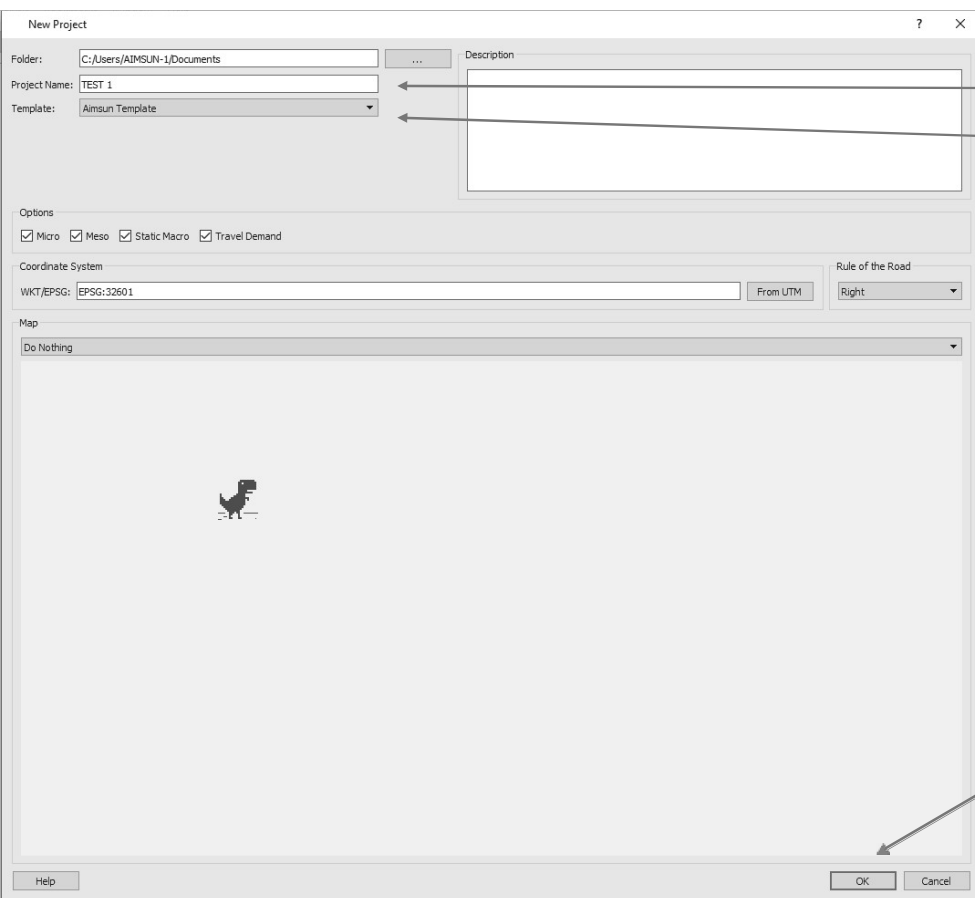 New Project ? ×
Folder: C:/Users/AIMSUN-1/Documents ... Description
Project Name: TEST 1
Template: Aimsun Template
Options
Micro Meso Static Macro Travel Demand
Coordinate System Rule of the Road
WKT/EPSG: EPSG:32601 From UTM Right
Map
Do Nothing
Help OK Cancel